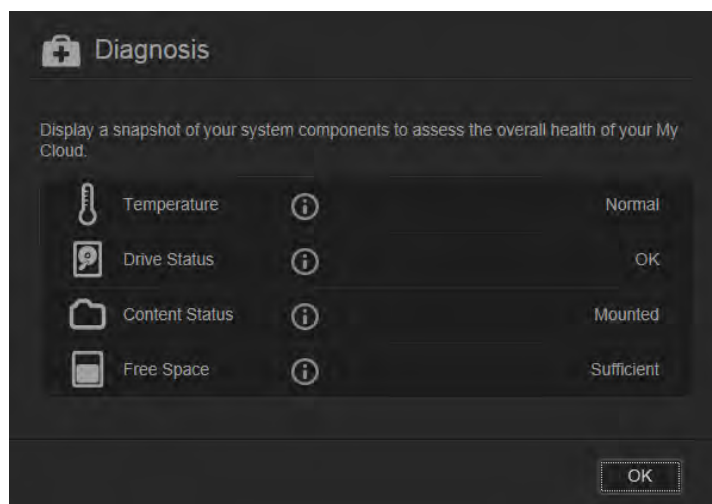 Diagnosis
Display a snapshot of your system components to assess the overall health of your My
Cloud.
Temperature Normal
Drive Status OK
Content Status Mounted
Free Space Sufficient
OK